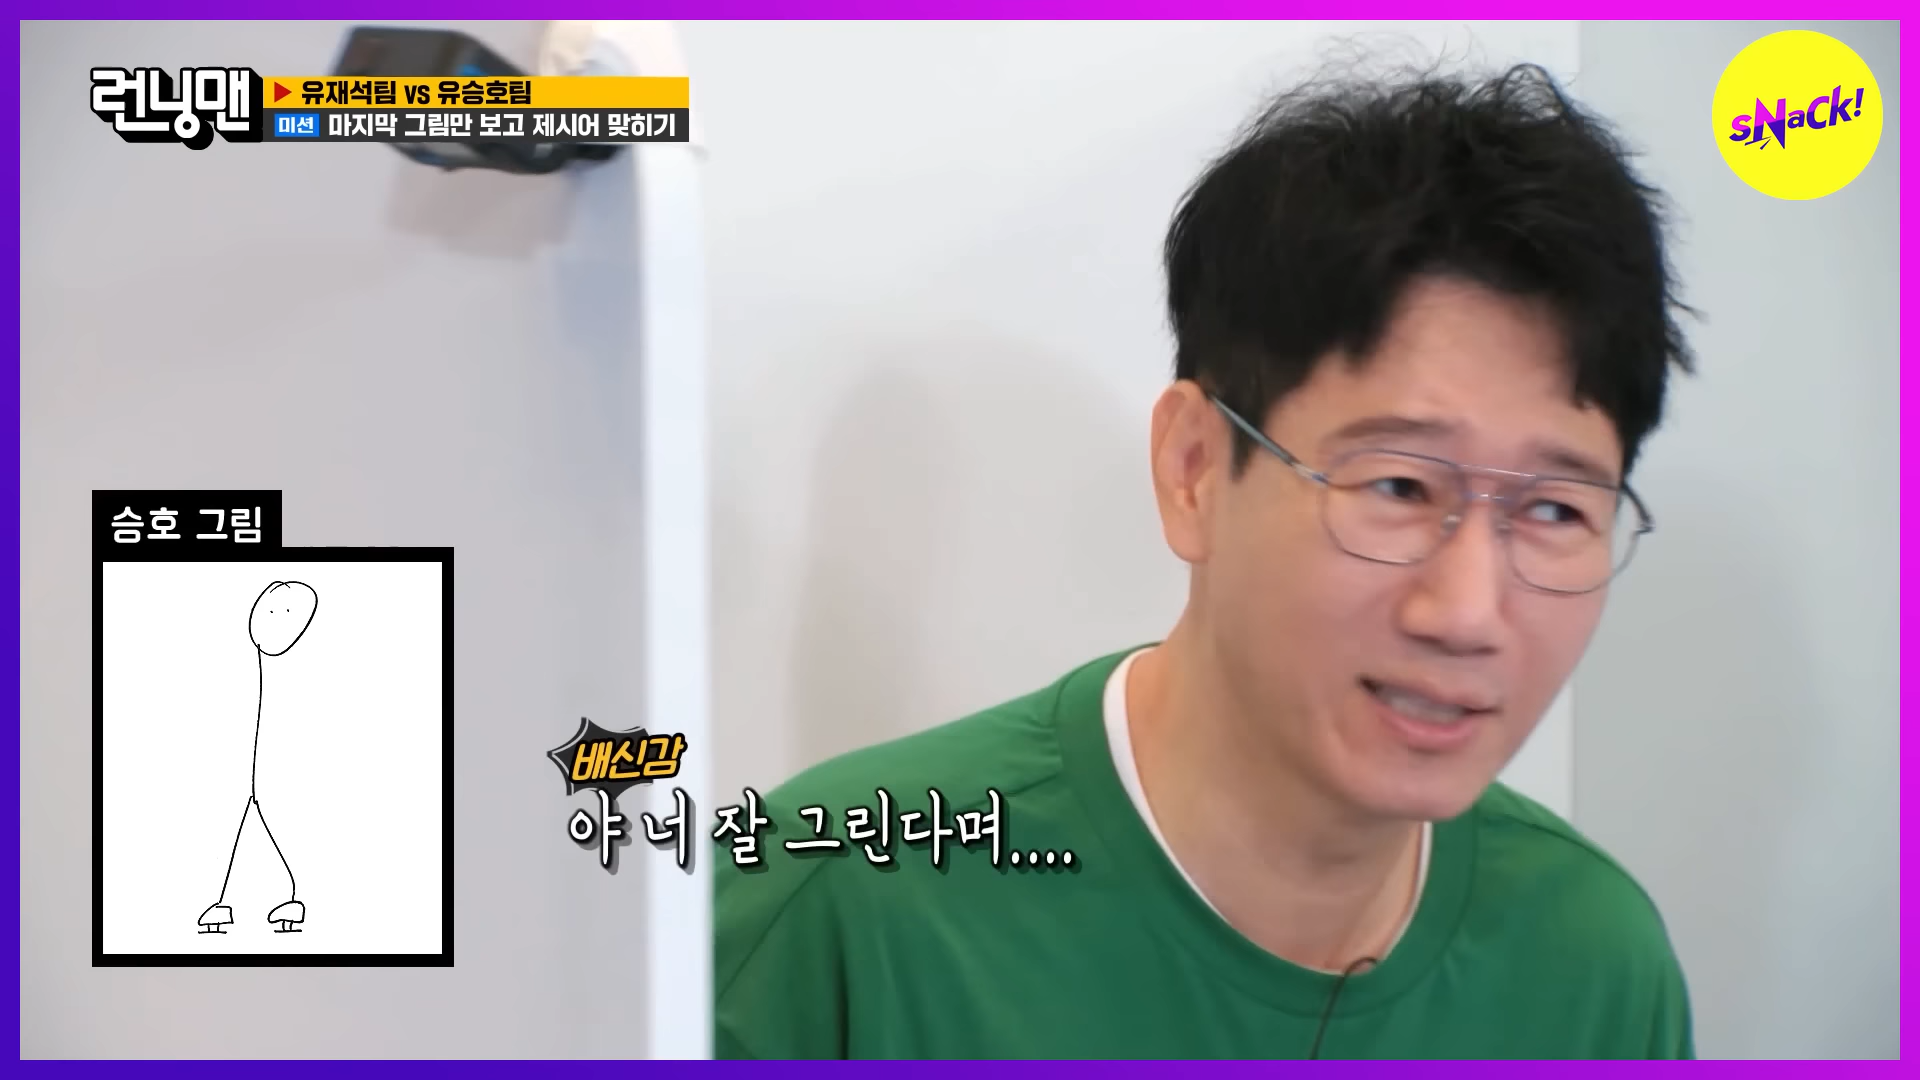 런닝맨
▶ 유재석팀 vs 유승호팀
미션 마지막 그림만 보고 제시어 맞히기
sNaCk!
승호 그림
배신감
야 너 잘 그린다며....